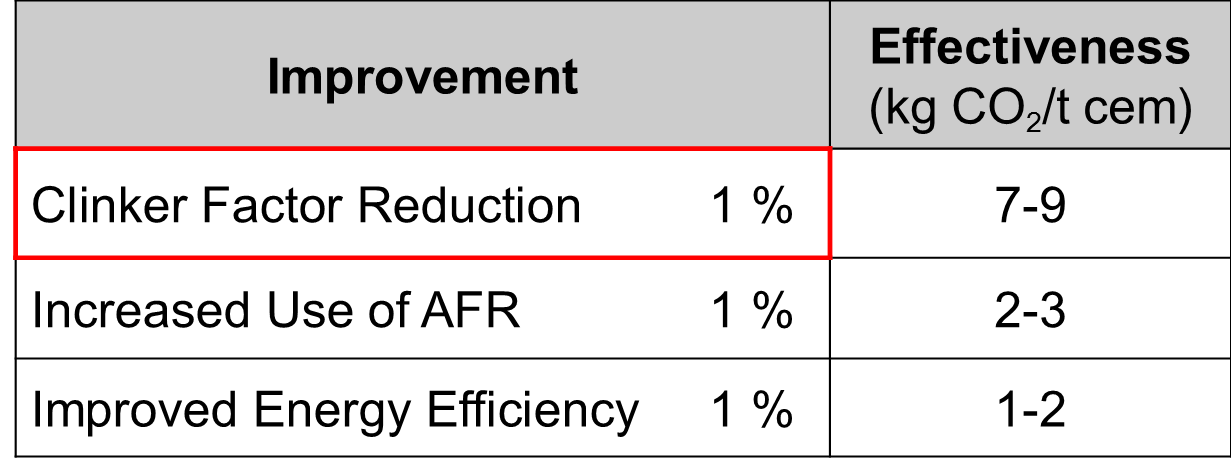 Improvement
Effectiveness
(kg CO₂/t cem)
Clinker Factor Reduction 1 % 7-9
Increased Use of AFR 1 % 2-3
Improved Energy Efficiency 1 % 1-2